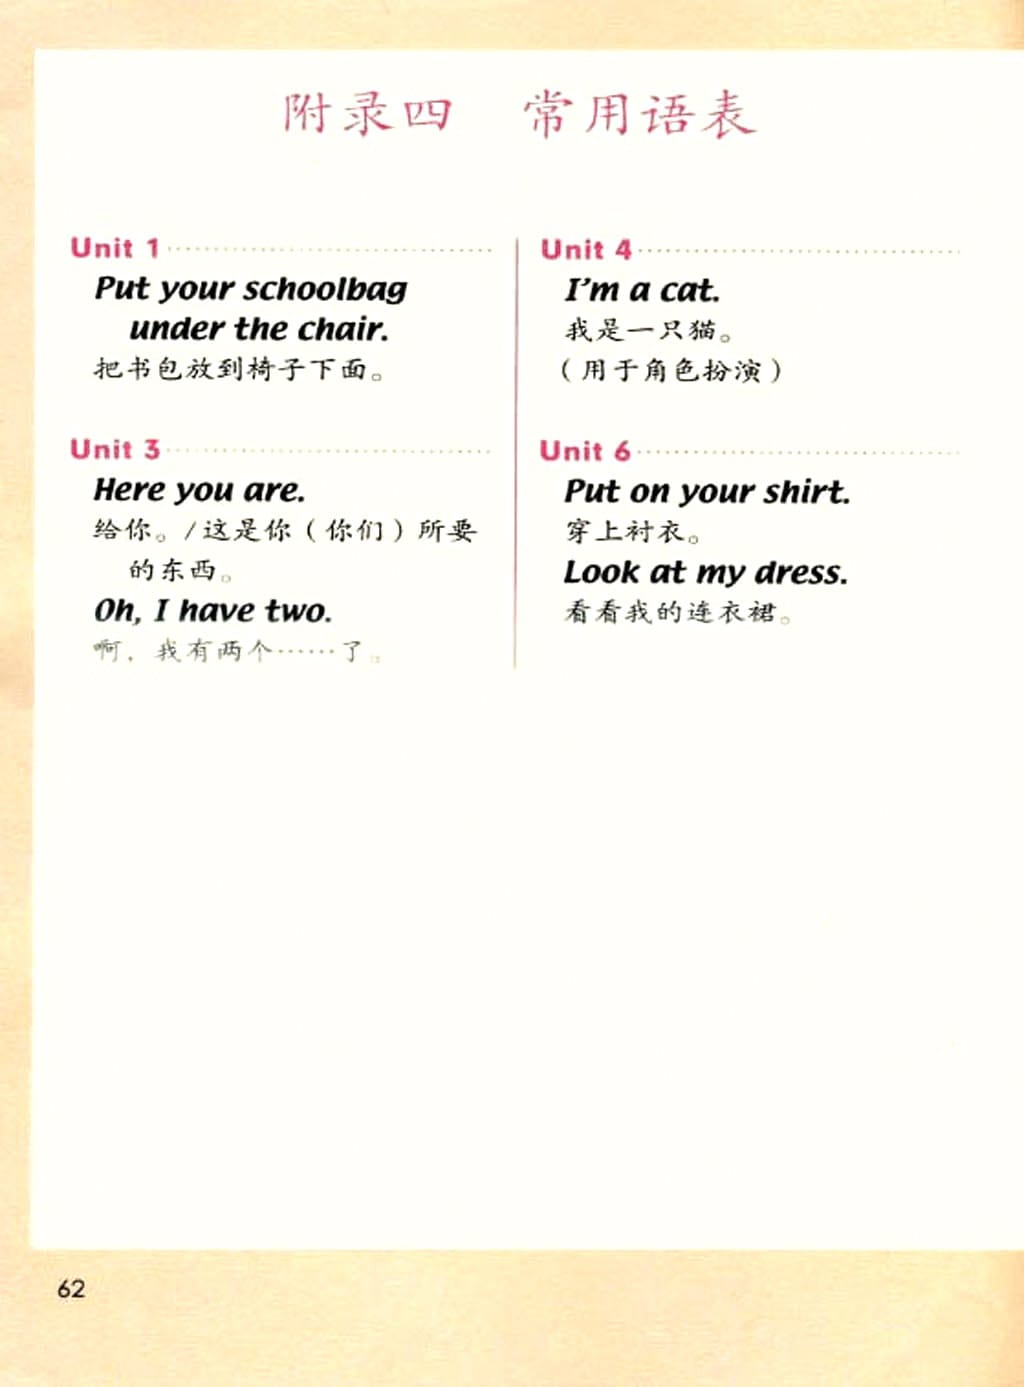 附录四 常用语表
Unit 1
Put your schoolbag
under the chair.
把书包放到椅子下面。
Unit 3
Here you are.
给你。/这是你（你们）所要
的东西。
Oh, I have two.
啊，我有两个……了。
Unit 4
I'm a cat.
我是一只猫。
（用于角色扮演）
Unit 6
Put on your shirt.
穿上衬衣。
Look at my dress.
看看我的连衣裙。
62